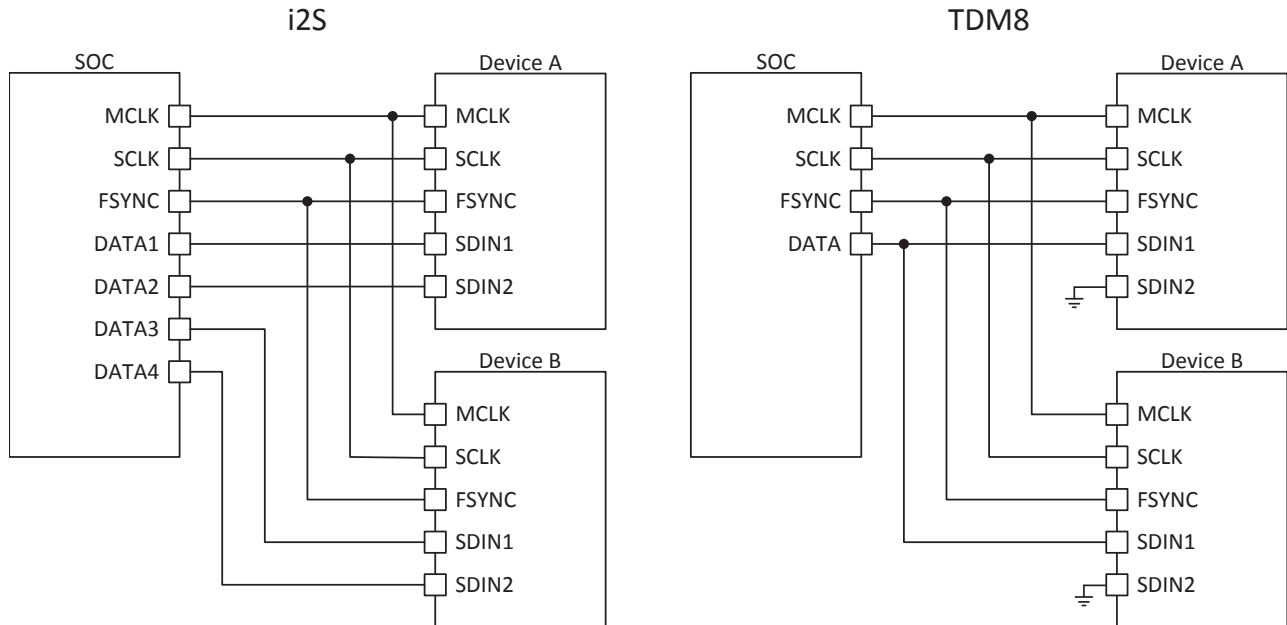 i2S
SOC
MCLK
SCLK
FSYNC
DATA1
DATA2
DATA3
DATA4
Device A
MCLK
SCLK
FSYNC
SDIN1
SDIN2
Device B
MCLK
SCLK
FSYNC
SDIN1
SDIN2
TDM8
SOC
MCLK
SCLK
FSYNC
DATA
Device A
MCLK
SCLK
FSYNC
SDIN1
SDIN2
Device B
MCLK
SCLK
FSYNC
SDIN1
SDIN2